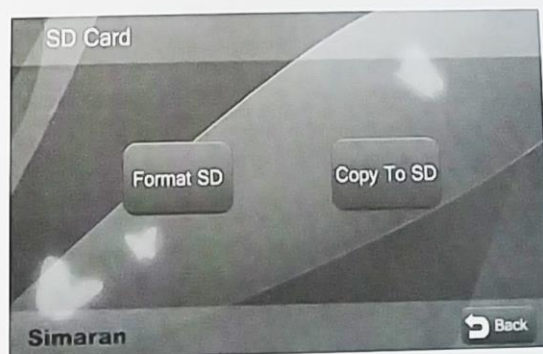 SD Card
Format SD
Copy To SD
Simaran
Back